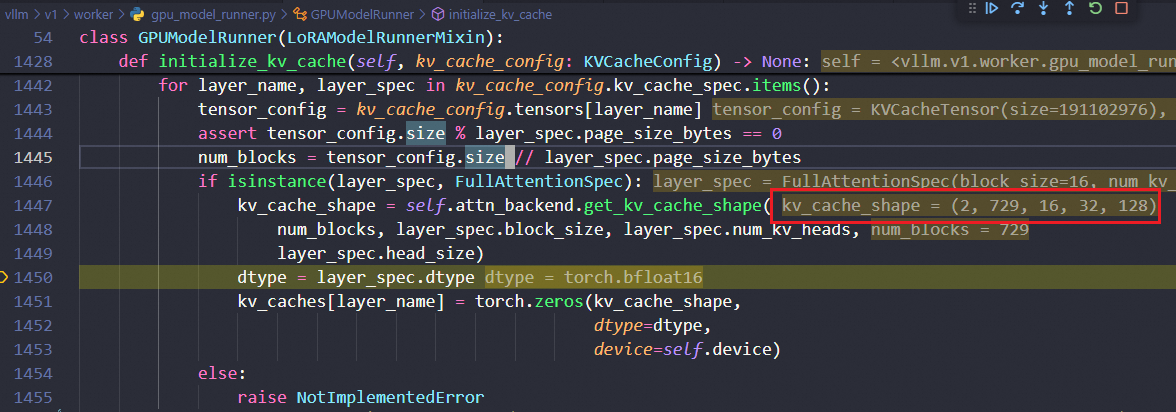 vllm > v1 > worker > gpu_model_runner.py > GPUModelRunner > initialize_kv_cache
54 class GPUModelRunner(LoRAModelRunnerMixin):
1428 def initialize_kv_cache(self, kv_cache_config: KVCacheConfig) -> None: self = <vllm.v1.worker.gpu_model_run
1442 for layer_name, layer_spec in kv_cache_config.kv_cache_spec.items():
1443 tensor_config = kv_cache_config.tensors[layer_name] tensor_config = KVCacheTensor(size=191102976),
1444 assert tensor_config.size % layer_spec.page_size_bytes == 0
1445 num_blocks = tensor_config.size // layer_spec.page_size_bytes
1446 if isinstance(layer_spec, FullAttentionSpec): layer_spec = FullAttentionSpec(block_size=16, num_kv_
1447 kv_cache_shape = self.attn_backend.get_kv_cache_shape( kv_cache_shape = (2, 729, 16, 32, 128)
1448 num_blocks, layer_spec.block_size, layer_spec.num_kv_heads, num_blocks = 729
1449 layer_spec.head_size)
1450 dtype = layer_spec.dtype dtype = torch.bfloat16
1451 kv_caches[layer_name] = torch.zeros(kv_cache_shape,
1452 dtype=dtype,
1453 device=self.device)
1454 else:
1455 raise NotImplementedError